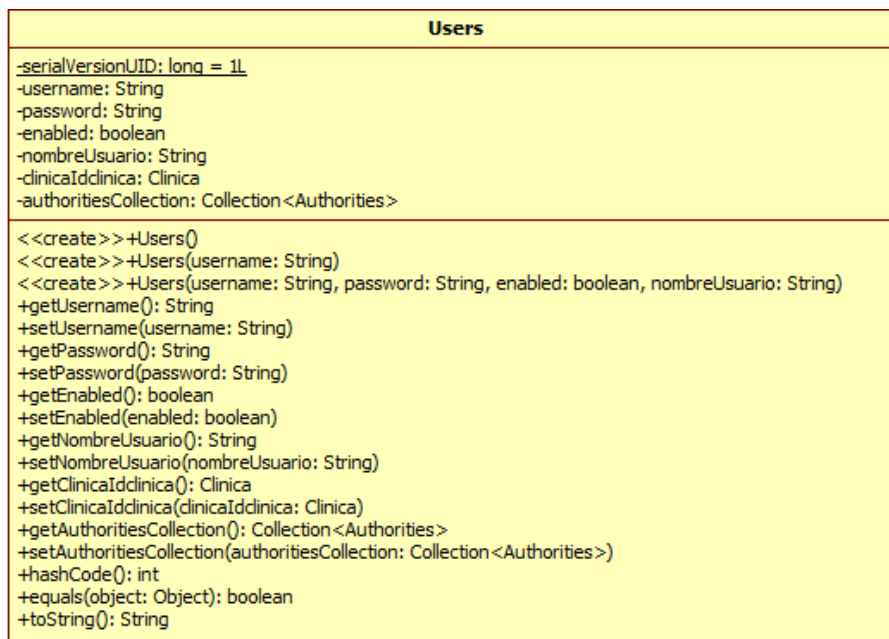 Users
-serialVersionUID: long = 1L
-username: String
-password: String
-enabled: boolean
-nombreUsuario: String
-clinicaIdclinica: Clinica
-authoritiesCollection: Collection<Authorities>
<<create>>+Users()
<<create>>+Users(username: String)
<<create>>+Users(username: String, password: String, enabled: boolean, nombreUsuario: String)
+getUsername(): String
+setUsername(username: String)
+getPassword(): String
+setPassword(password: String)
+getEnabled(): boolean
+setEnabled(enabled: boolean)
+getNombreUsuario(): String
+setNombreUsuario(nombreUsuario: String)
+getClinicaIdclinica(): Clinica
+setClinicaIdclinica(clinicaIdclinica: Clinica)
+getAuthoritiesCollection(): Collection<Authorities>
+setAuthoritiesCollection(authoritiesCollection: Collection<Authorities>)
+hashCode(): int
+equals(object: Object): boolean
+toString(): String